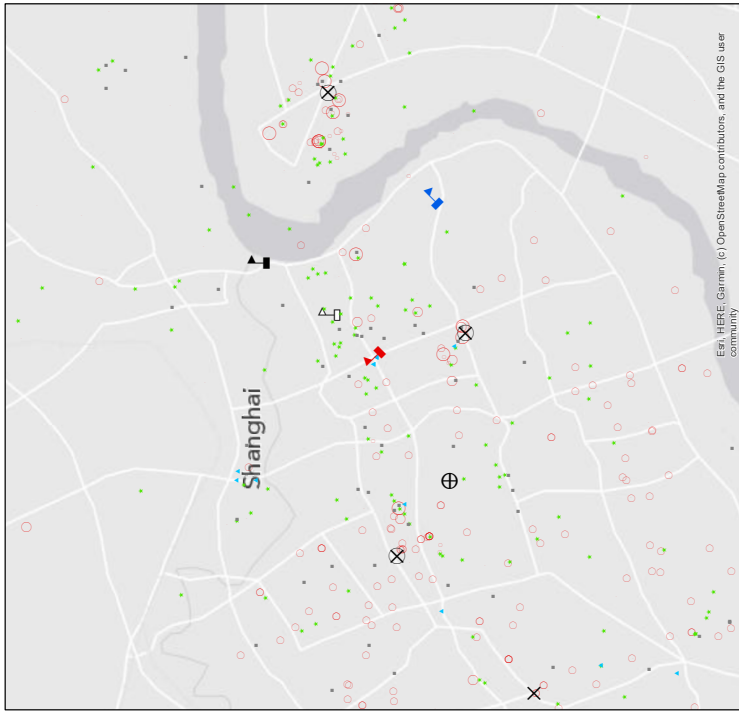 Shanghai
Esri, HERE, Garmin, (c) OpenStreetMap contributors, and the GIS user
community